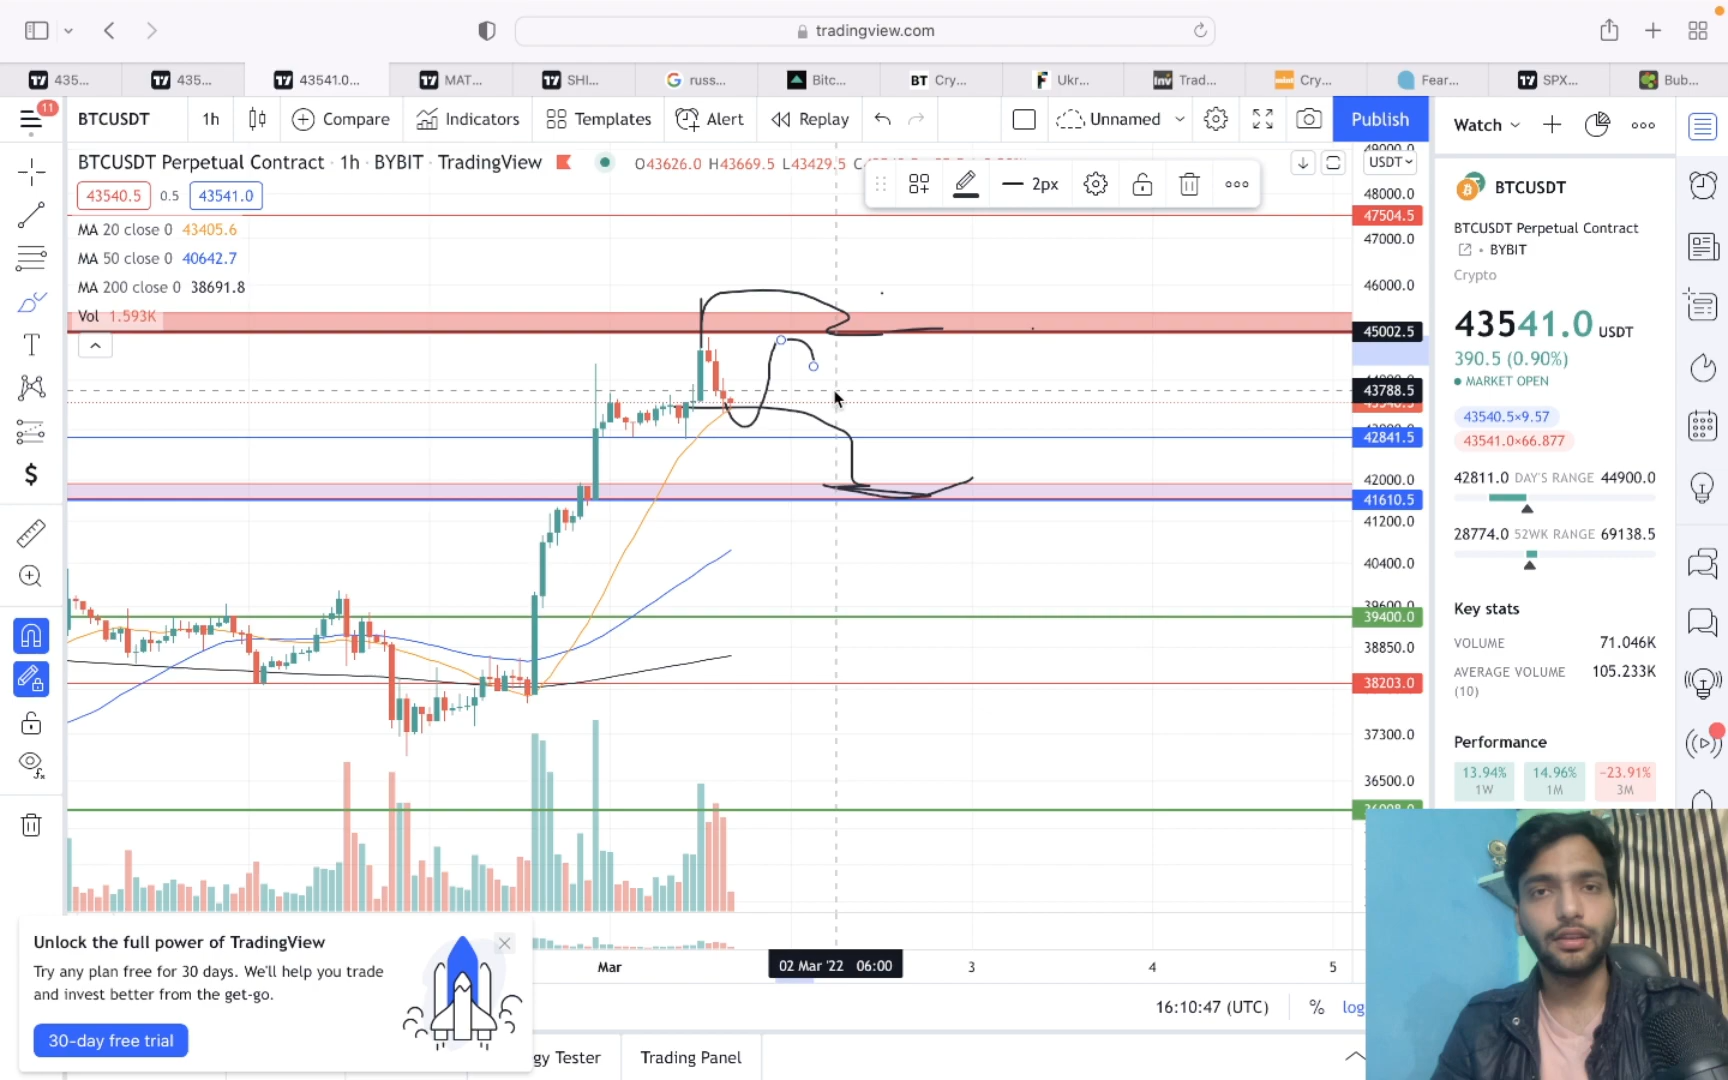 tradingview.com
435...
435...
43541.0...
MAT...
SHI...
russ...
Bitc...
BT Cry...
Ukr...
Inv Trad...
mint Cry...
Fear...
SPX...
Bub...
11
BTCUSDT
1h
Compare
Indicators
Templates
Alert
Replay
Unnamed
Publish
Watch
BTCUSDT Perpetual Contract · 1h · BYBIT · TradingView
O43626.0 H43669.5 L43429.5
USDT
2px
43540.5
0.5
41541.0
MA 20 close 0 43405.6
MA 50 close 0 40642.7
MA 200 close 0 38691.8
Vol 1.593K
48000.0
47504.5
47000.0
46000.0
45002.5
43788.5
42841.5
42000.0
41610.5
41200.0
40400.0
39400.0
38850.0
38203.0
37300.0
36500.0
BTCUSDT
BTCUSDT Perpetual Contract
BYBIT
Crypto
43541.0 USDT
390.5 (0.90%)
MARKET OPEN
43540.5×9.57
43541.0×66.877
42811.0 DAY'S RANGE 44900.0
28774.0 52WK RANGE 69138.5
Key stats
VOLUME 71.046K
AVERAGE VOLUME 105.233K
(10)
Performance
13.94% 14.96% −23.91%
1W 1M 3M
Mar
02 Mar '22 06:00
3
4
5
16:10:47 (UTC)
%
log
Unlock the full power of TradingView
Try any plan free for 30 days. We'll help you trade
and invest better from the get-go.
30-day free trial
gy Tester
Trading Panel